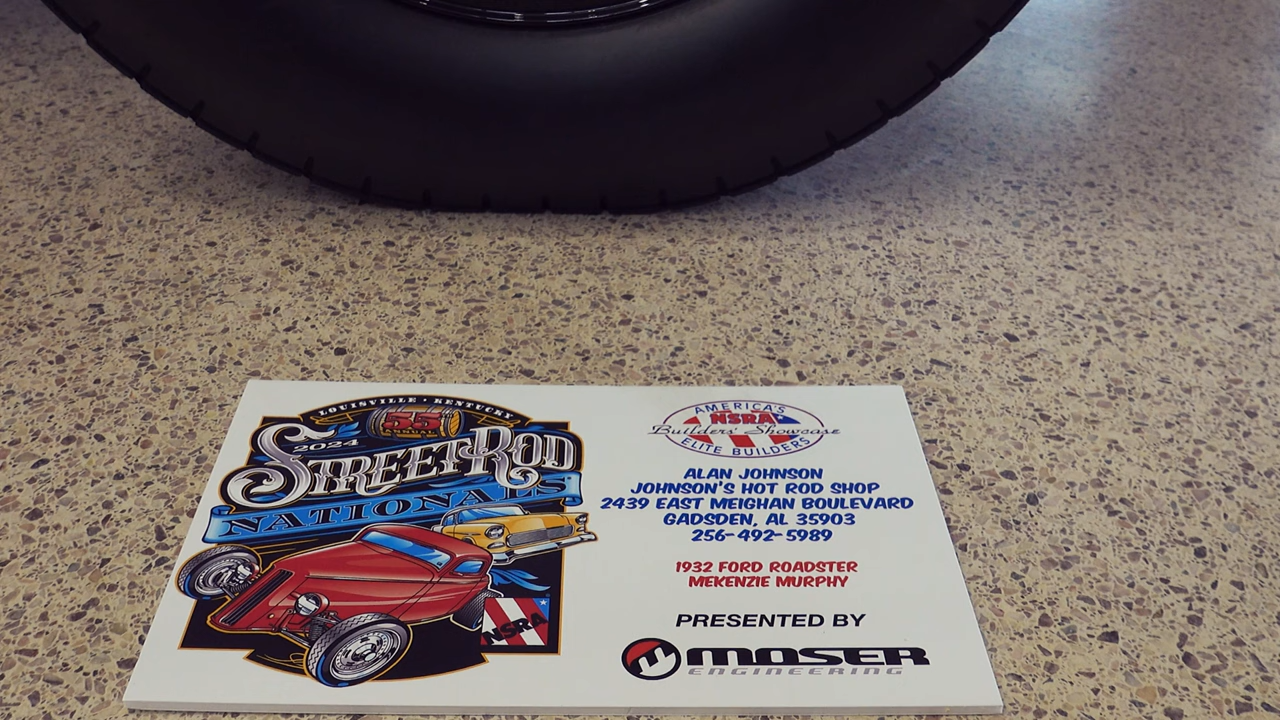 LOUISVILLE • KENTUCKY
55
ANNUAL
2024
STREET ROD
NATIONALS
NSRA
AMERICA'S
NSRA
Builders' Showcase
ELITE BUILDERS
ALAN JOHNSON
JOHNSON'S HOT ROD SHOP
2439 EAST MEIGHAN BOULEVARD
GADSDEN, AL 35903
256-492-5989
1932 FORD ROADSTER
MEKENZIE MURPHY
PRESENTED BY
MOSER
ENGINEERING